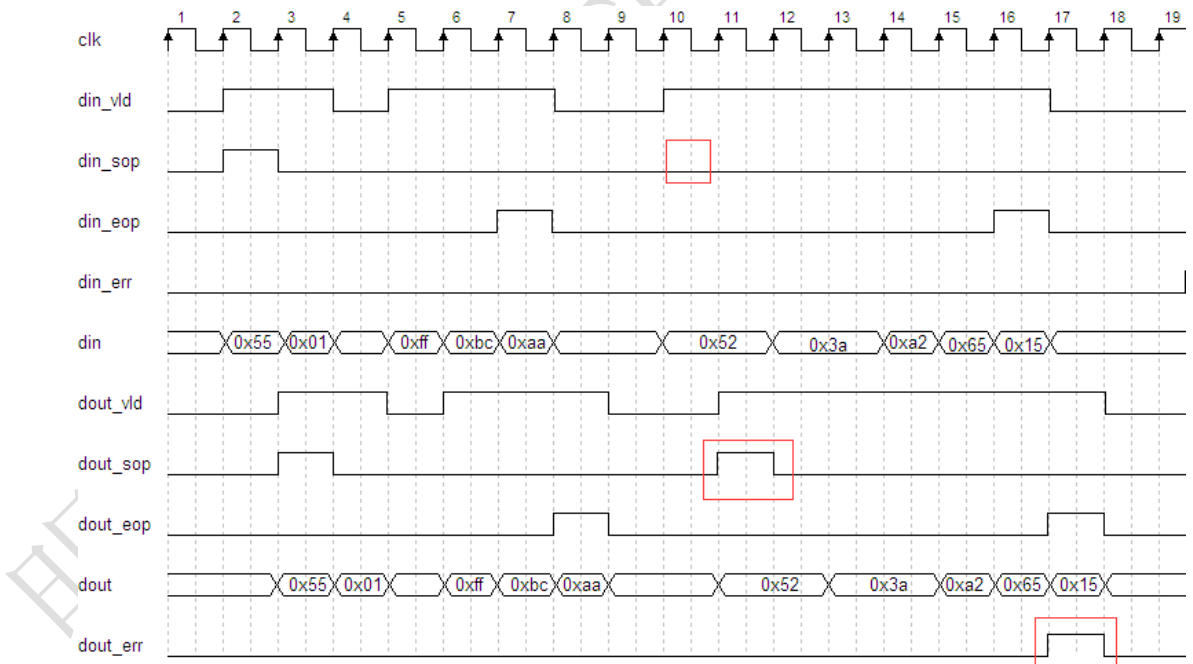 1 2 3 4 5 6 7 8 9 10 11 12 13 14 15 16 17 18 19
clk
din_vld
din_sop
din_eop
din_err
din 0x55 0x01 0xff 0xbc 0xaa 0x52 0x3a 0xa2 0x65 0x15
dout_vld
dout_sop
dout_eop
dout 0x55 0x01 0xff 0xbc 0xaa 0x52 0x3a 0xa2 0x65 0x15
dout_err